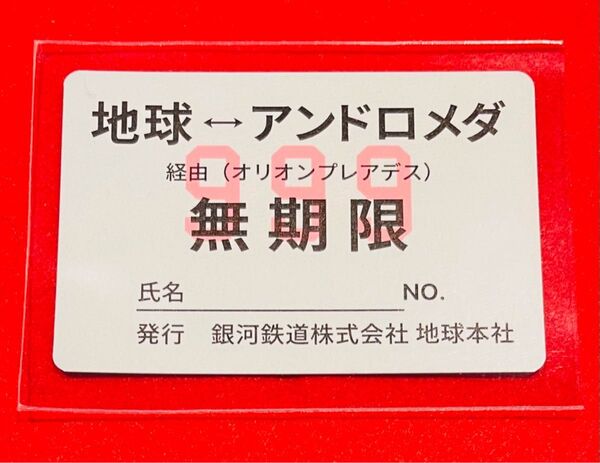 地球↔アンドロメダ
経由（オリオンプレアデス）
999
無期限
氏名 NO.
発行 銀河鉄道株式会社 地球本社